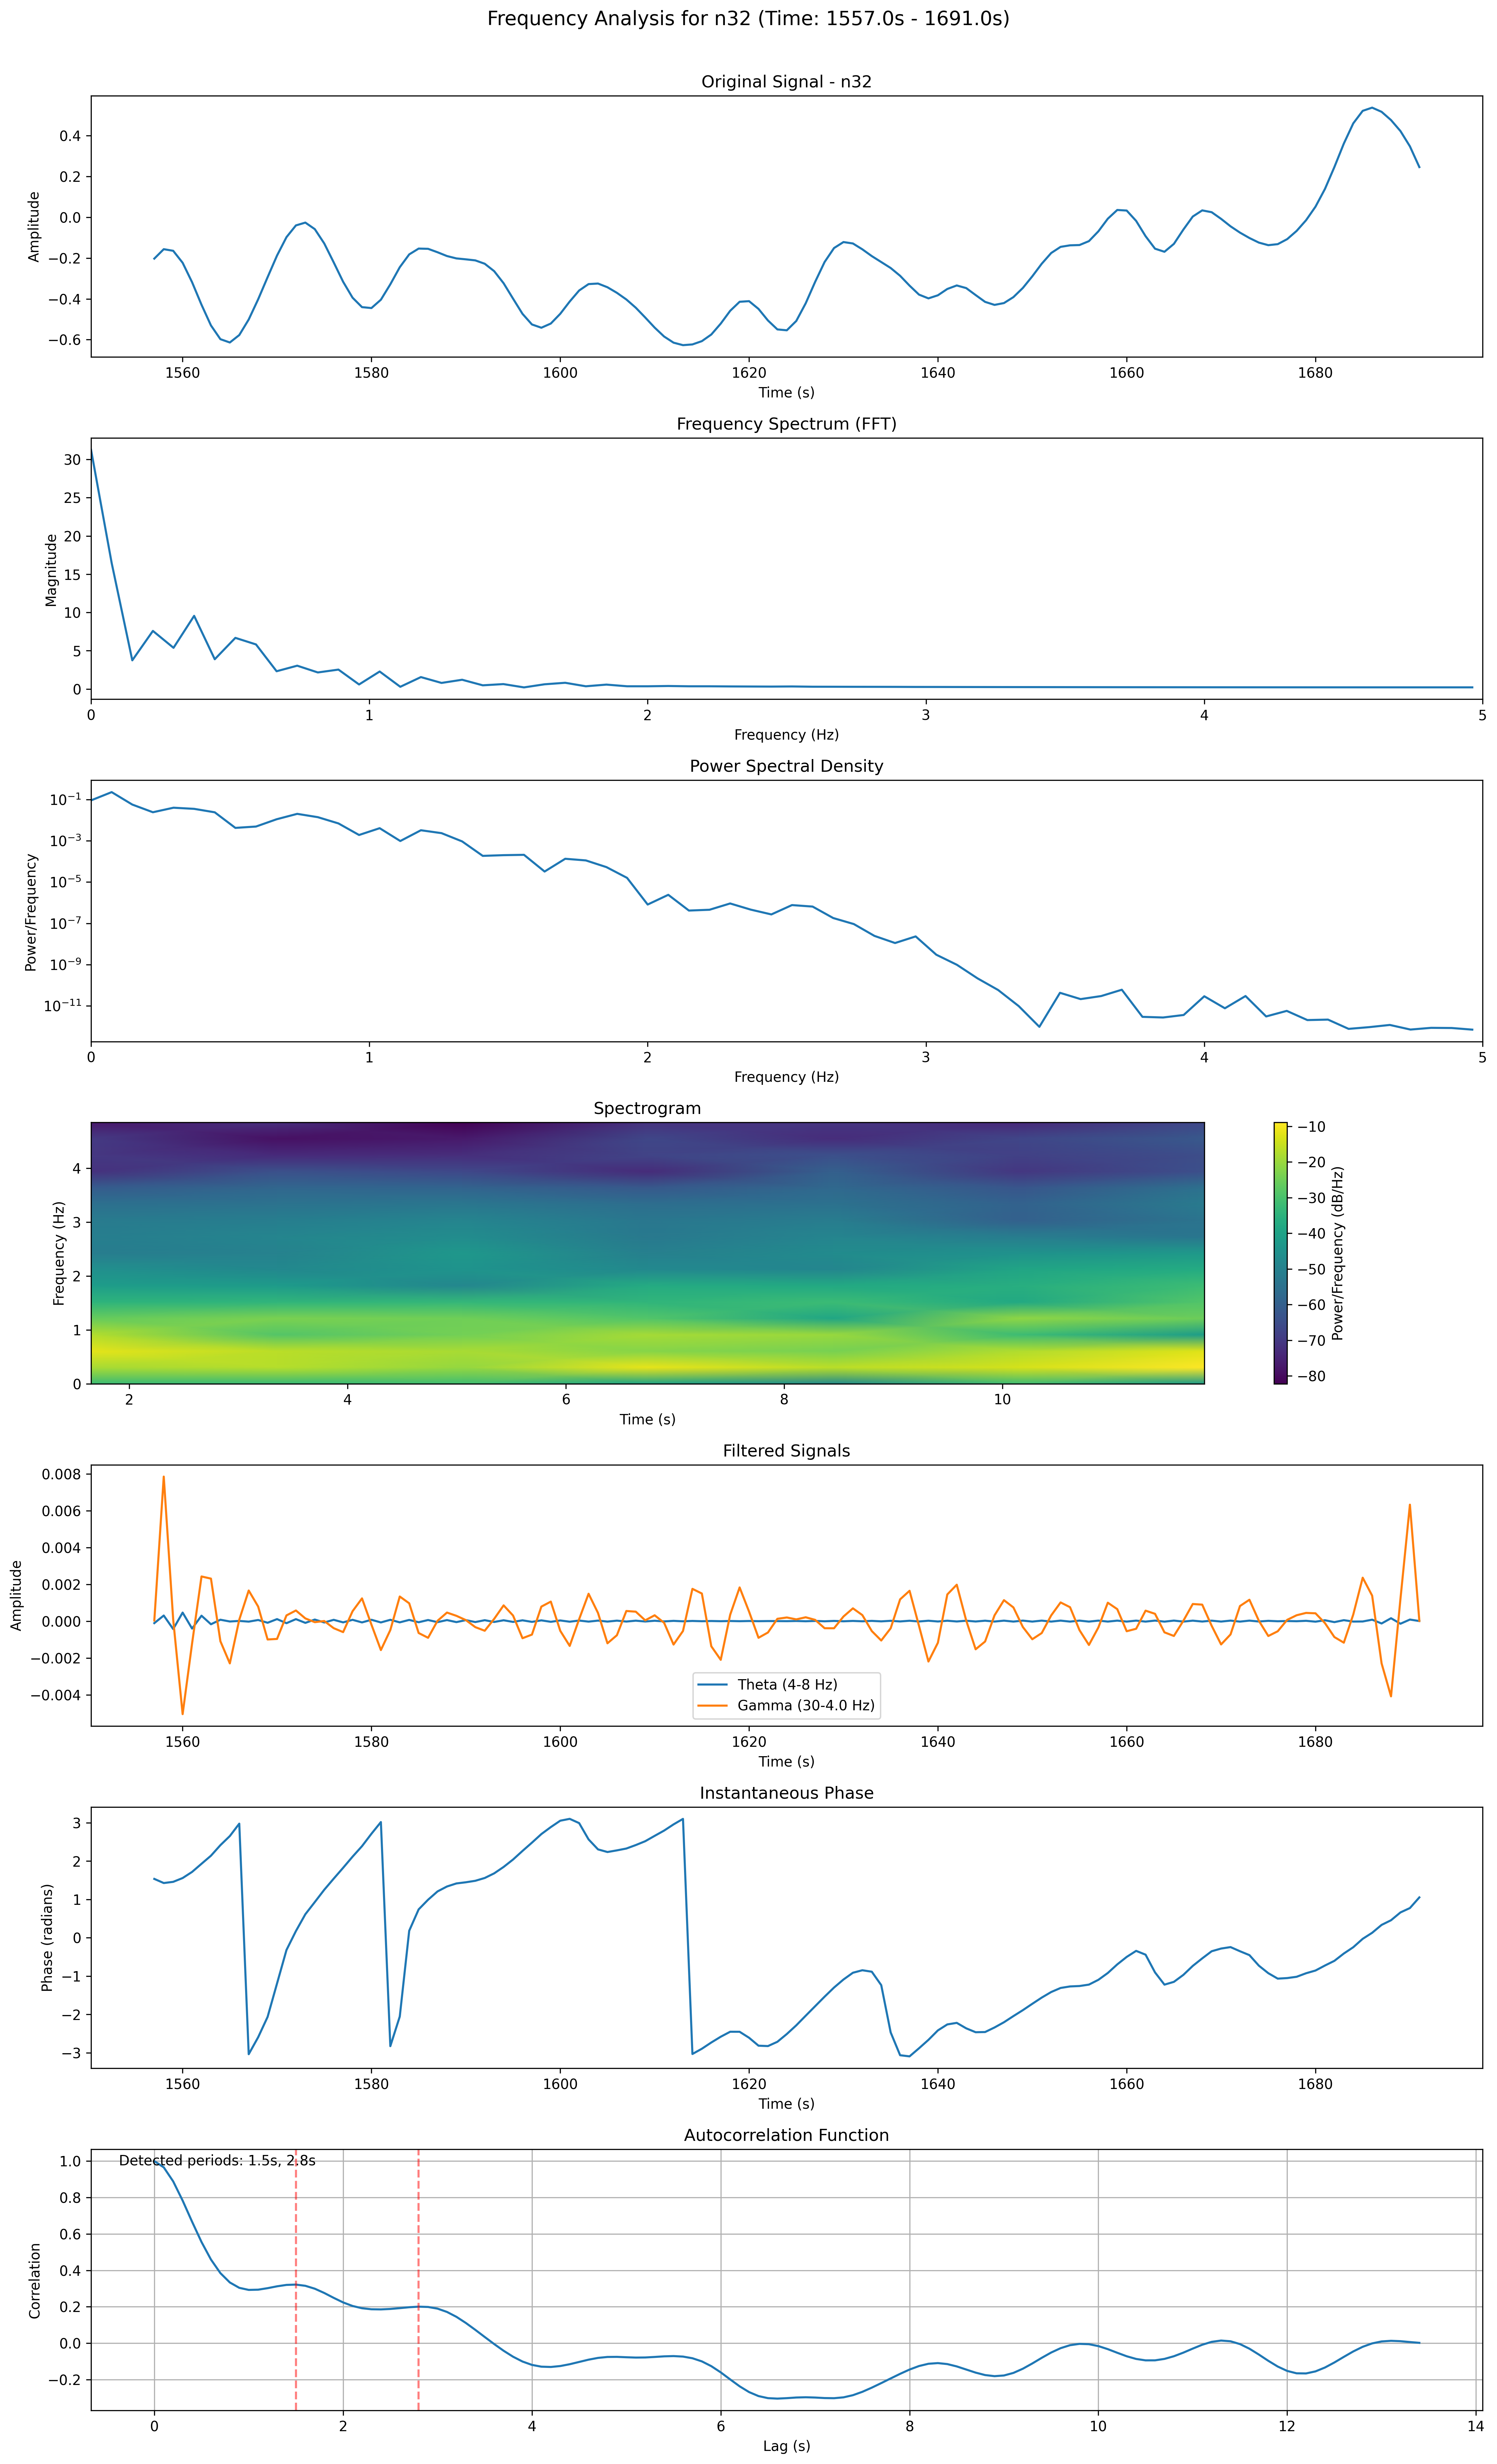 Frequency Analysis for n32 (Time: 1557.0s - 1691.0s)
Original Signal - n32
Amplitude
0.4
0.2
0.0
−0.2
−0.4
−0.6
1560 1580 1600 1620 1640 1660 1680
Time (s)
Frequency Spectrum (FFT)
Magnitude
30
25
20
15
10
5
0
0 1 2 3 4 5
Frequency (Hz)
Power Spectral Density
Power/Frequency
10⁻¹
10⁻³
10⁻⁵
10⁻⁷
10⁻⁹
10⁻¹¹
0 1 2 3 4 5
Frequency (Hz)
Spectrogram
Frequency (Hz)
4
3
2
1
0
2 4 6 8 10
Time (s)
−10
−20
−30
−40
−50
−60
−70
−80
Power/Frequency (dB/Hz)
Filtered Signals
Amplitude
0.008
0.006
0.004
0.002
0.000
−0.002
−0.004
Theta (4-8 Hz)
Gamma (30-4.0 Hz)
1560 1580 1600 1620 1640 1660 1680
Time (s)
Instantaneous Phase
Phase (radians)
3
2
1
0
−1
−2
−3
1560 1580 1600 1620 1640 1660 1680
Time (s)
Autocorrelation Function
Detected periods: 1.5s, 2.8s
Correlation
1.0
0.8
0.6
0.4
0.2
0.0
−0.2
0 2 4 6 8 10 12 14
Lag (s)